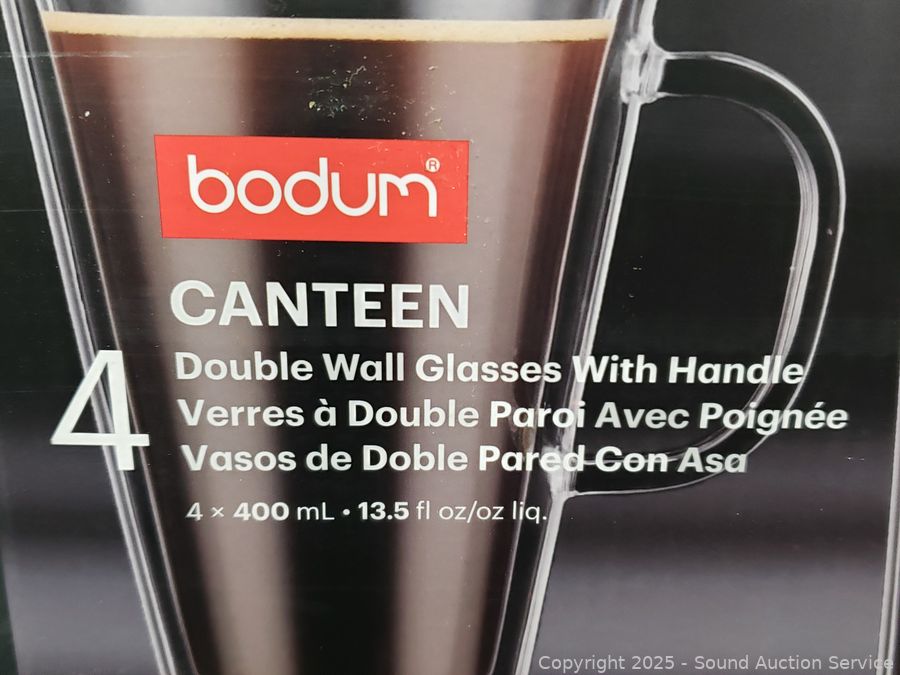 bodum®
CANTEEN
4
Double Wall Glasses With Handle
Verres à Double Paroi Avec Poignée
Vasos de Doble Pared Con Asa
4 × 400 mL • 13.5 fl oz/oz liq.
Copyright 2025 - Sound Auction Service